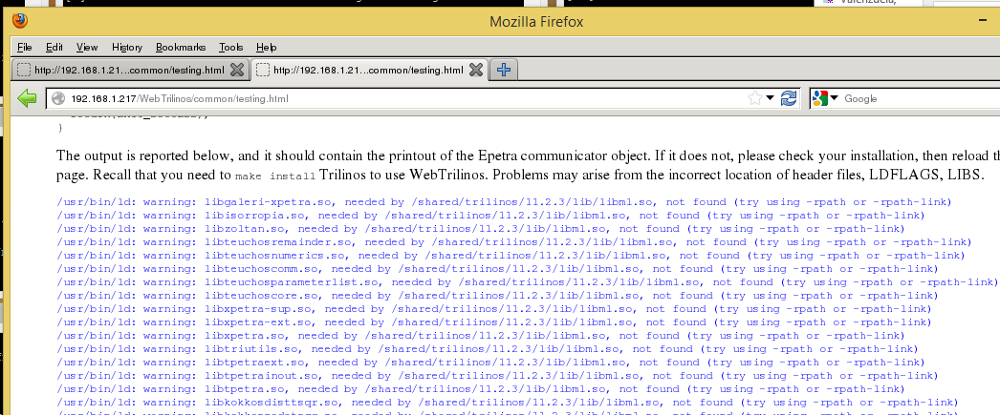 Valenzuela,
Mozilla Firefox
File Edit View History Bookmarks Tools Help
http://192.168.1.21...common/testing.html http://192.168.1.21...common/testing.html
192.168.1.217/WebTrilinos/common/testing.html Google
}
The output is reported below, and it should contain the printout of the Epetra communicator object. If it does not, please check your installation, then reload th
page. Recall that you need to make install Trilinos to use WebTrilinos. Problems may arise from the incorrect location of header files, LDFLAGS, LIBS.
/usr/bin/ld: warning: libgaleri-xpetra.so, needed by /shared/trilinos/11.2.3/lib/libml.so, not found (try using -rpath or -rpath-link)
/usr/bin/ld: warning: libisorropia.so, needed by /shared/trilinos/11.2.3/lib/libml.so, not found (try using -rpath or -rpath-link)
/usr/bin/ld: warning: libzoltan.so, needed by /shared/trilinos/11.2.3/lib/libml.so, not found (try using -rpath or -rpath-link)
/usr/bin/ld: warning: libteuchosremainder.so, needed by /shared/trilinos/11.2.3/lib/libml.so, not found (try using -rpath or -rpath-link)
/usr/bin/ld: warning: libteuchosnumerics.so, needed by /shared/trilinos/11.2.3/lib/libml.so, not found (try using -rpath or -rpath-link)
/usr/bin/ld: warning: libteuchoscomm.so, needed by /shared/trilinos/11.2.3/lib/libml.so, not found (try using -rpath or -rpath-link)
/usr/bin/ld: warning: libteuchosparameterlist.so, needed by /shared/trilinos/11.2.3/lib/libml.so, not found (try using -rpath or -rpath-link)
/usr/bin/ld: warning: libteuchoscore.so, needed by /shared/trilinos/11.2.3/lib/libml.so, not found (try using -rpath or -rpath-link)
/usr/bin/ld: warning: libxpetra-sup.so, needed by /shared/trilinos/11.2.3/lib/libml.so, not found (try using -rpath or -rpath-link)
/usr/bin/ld: warning: libxpetra-ext.so, needed by /shared/trilinos/11.2.3/lib/libml.so, not found (try using -rpath or -rpath-link)
/usr/bin/ld: warning: libxpetra.so, needed by /shared/trilinos/11.2.3/lib/libml.so, not found (try using -rpath or -rpath-link)
/usr/bin/ld: warning: libtriutils.so, needed by /shared/trilinos/11.2.3/lib/libml.so, not found (try using -rpath or -rpath-link)
/usr/bin/ld: warning: libtpetraext.so, needed by /shared/trilinos/11.2.3/lib/libml.so, not found (try using -rpath or -rpath-link)
/usr/bin/ld: warning: libtpetrainout.so, needed by /shared/trilinos/11.2.3/lib/libml.so, not found (try using -rpath or -rpath-link)
/usr/bin/ld: warning: libtpetra.so, needed by /shared/trilinos/11.2.3/lib/libml.so, not found (try using -rpath or -rpath-link)
/usr/bin/ld: warning: libkokkosdisttsqr.so, needed by /shared/trilinos/11.2.3/lib/libml.so, not found (try using -rpath or -rpath-link)